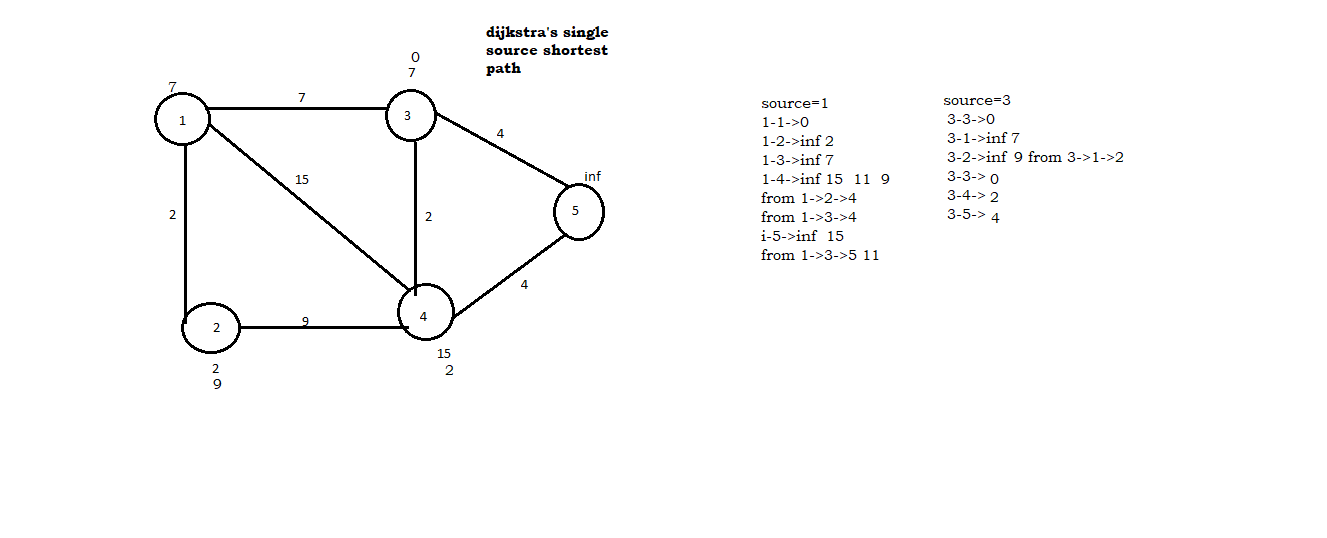 dijkstra's single
source shortest
path
0
7
7
7
1
3
4
15
inf
5
2
2
4
2
9
4
15
2
2
9
source=1
1-1->0
1-2->inf 2
1-3->inf 7
1-4->inf 15 11 9
from 1->2->4
from 1->3->4
i-5->inf 15
from 1->3->5 11
source=3
3-3->0
3-1->inf 7
3-2->inf 9 from 3->1->2
3-3-> 0
3-4-> 2
3-5-> 4